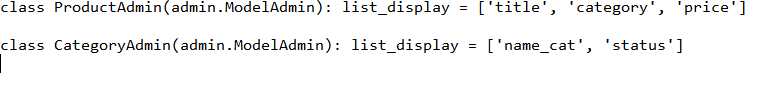 class ProductAdmin(admin.ModelAdmin): list_display = ['title', 'category', 'price']
class CategoryAdmin(admin.ModelAdmin): list_display = ['name_cat', 'status']